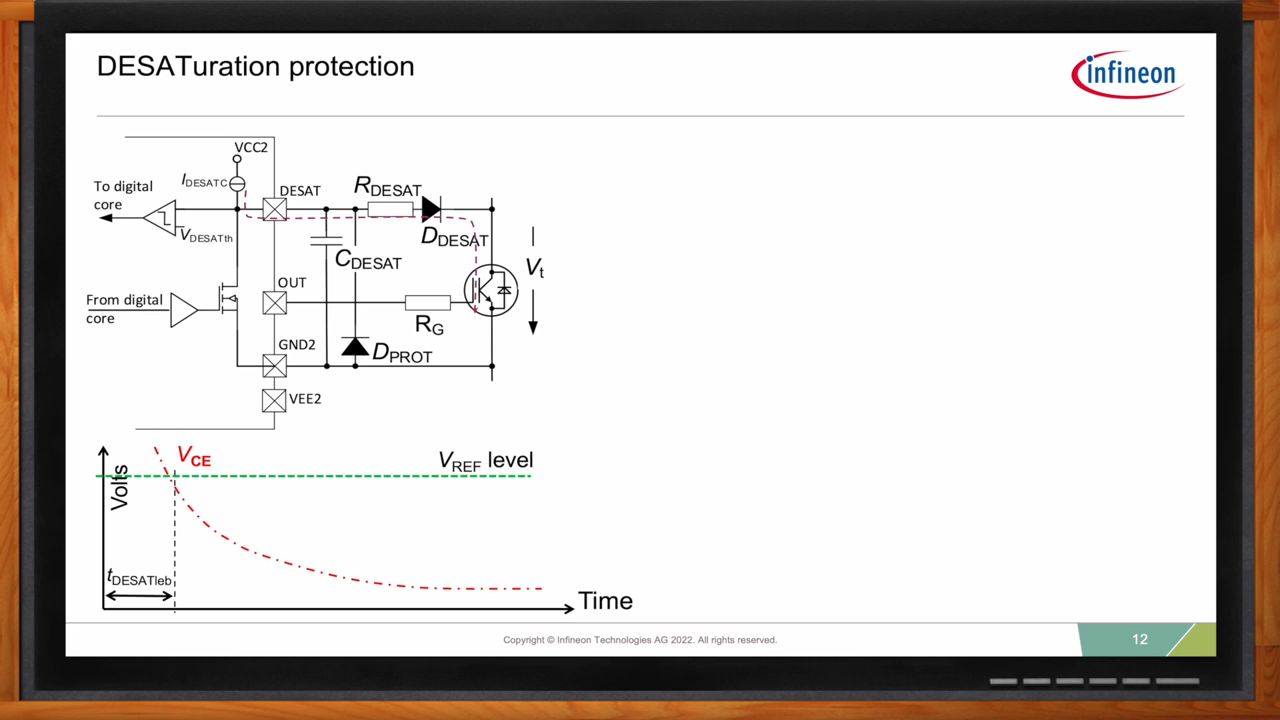 DESATuration protection
infineon
VCC2
IDESATC
DESAT
RDESAT
To digital
core
VDESATth
DDESAT
CDESAT
Vt
OUT
From digital
core
RG
GND2
DPROT
VEE2
VCE
VREF level
Volts
tDESATleb
Time
Copyright © Infineon Technologies AG 2022. All rights reserved.
12